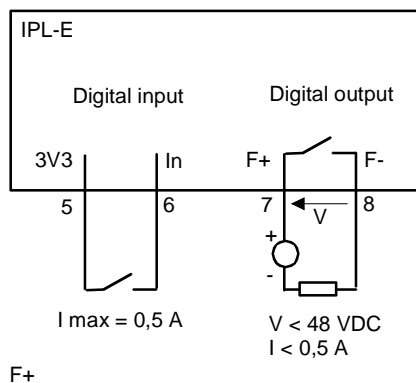 IPL-E
Digital input Digital output
3V3 In F+ F-
5 6 7 8
V
+
-
I max = 0,5 A
V < 48 VDC
I < 0,5 A
F+